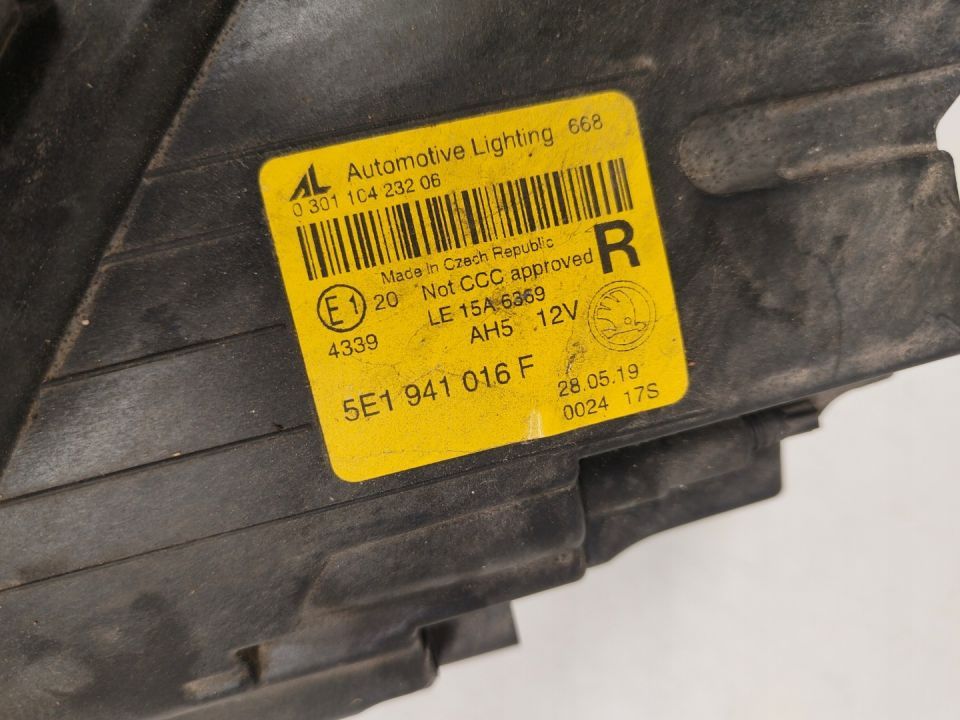 AL Automotive Lighting 668
0 301 104 232 06
Made in Czech Republic
R
E1 20 Not CCC approved
4339 LE 15A 6369
AH5 12V
5E1 941 016 F
28.05.19
0024 17S